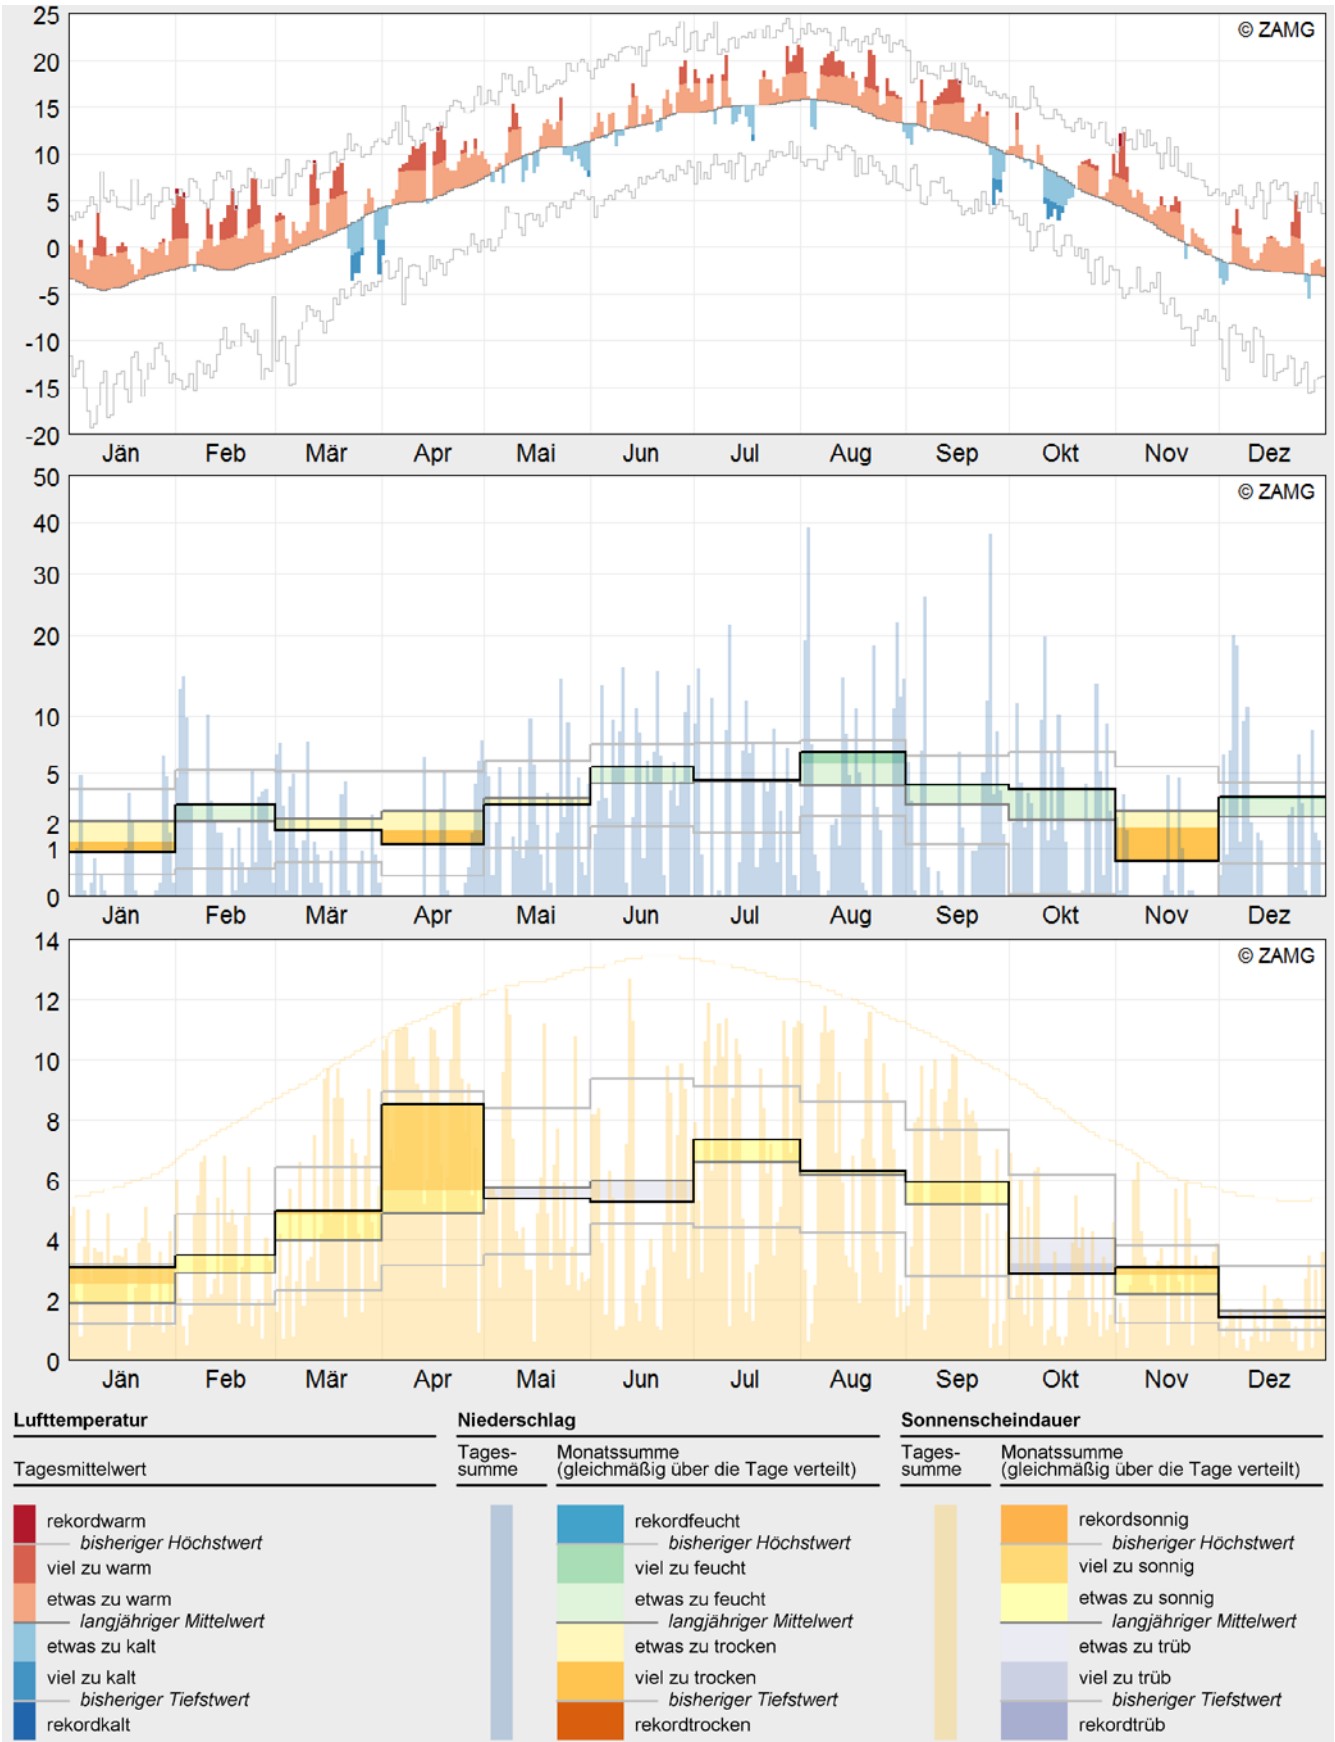 25
© ZAMG
20
15
10
5
0
-5
-10
-15
-20
Jän Feb Mär Apr Mai Jun Jul Aug Sep Okt Nov Dez
50
© ZAMG
40
30
20
10
5
2
1
0
Jän Feb Mär Apr Mai Jun Jul Aug Sep Okt Nov Dez
14
© ZAMG
12
10
8
6
4
2
0
Jän Feb Mär Apr Mai Jun Jul Aug Sep Okt Nov Dez
Lufttemperatur
Tagesmittelwert
rekordwarm
bisheriger Höchstwert
viel zu warm
etwas zu warm
langjähriger Mittelwert
etwas zu kalt
viel zu kalt
bisheriger Tiefstwert
rekordkalt
Niederschlag
Tages-
summe
Monatssumme
(gleichmäßig über die Tage verteilt)
rekordfeucht
bisheriger Höchstwert
viel zu feucht
etwas zu feucht
langjähriger Mittelwert
etwas zu trocken
viel zu trocken
bisheriger Tiefstwert
rekordtrocken
Sonnenscheindauer
Tages-
summe
Monatssumme
(gleichmäßig über die Tage verteilt)
rekordsonnig
bisheriger Höchstwert
viel zu sonnig
etwas zu sonnig
langjähriger Mittelwert
etwas zu trüb
viel zu trüb
bisheriger Tiefstwert
rekordtrüb